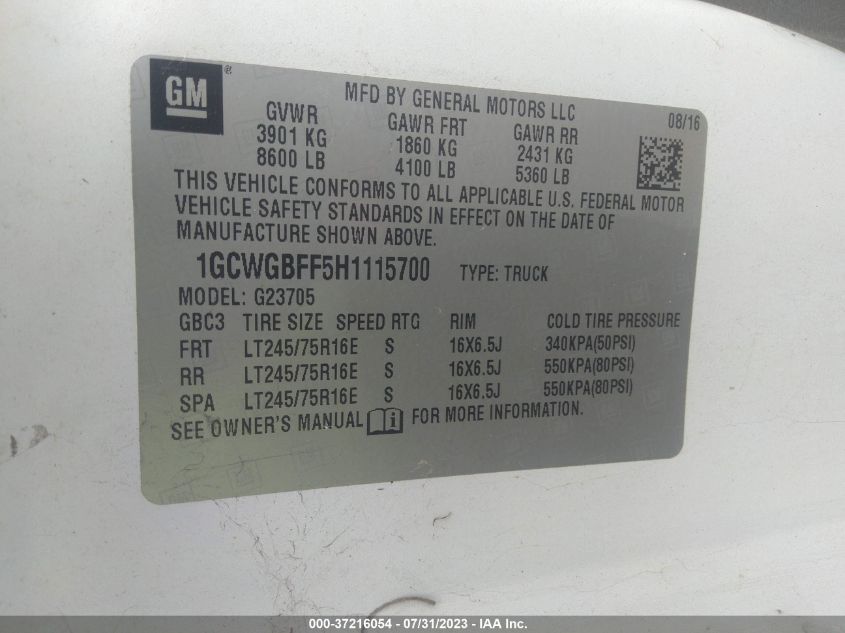 GM®
MFD BY GENERAL MOTORS LLC
08/16
GVWR GAWR FRT GAWR RR
3901 KG 1860 KG 2431 KG
8600 LB 4100 LB 5360 LB
THIS VEHICLE CONFORMS TO ALL APPLICABLE U.S. FEDERAL MOTOR
VEHICLE SAFETY STANDARDS IN EFFECT ON THE DATE OF
MANUFACTURE SHOWN ABOVE.
1GCWGBFF5H1115700 TYPE: TRUCK
MODEL: G23705
GBC3 TIRE SIZE SPEED RTG RIM COLD TIRE PRESSURE
FRT LT245/75R16E S 16X6.5J 340KPA(50PSI)
RR LT245/75R16E S 16X6.5J 550KPA(80PSI)
SPA LT245/75R16E S 16X6.5J 550KPA(80PSI)
SEE OWNER'S MANUAL i FOR MORE INFORMATION.
000-37216054 - 07/31/2023 - IAA Inc.